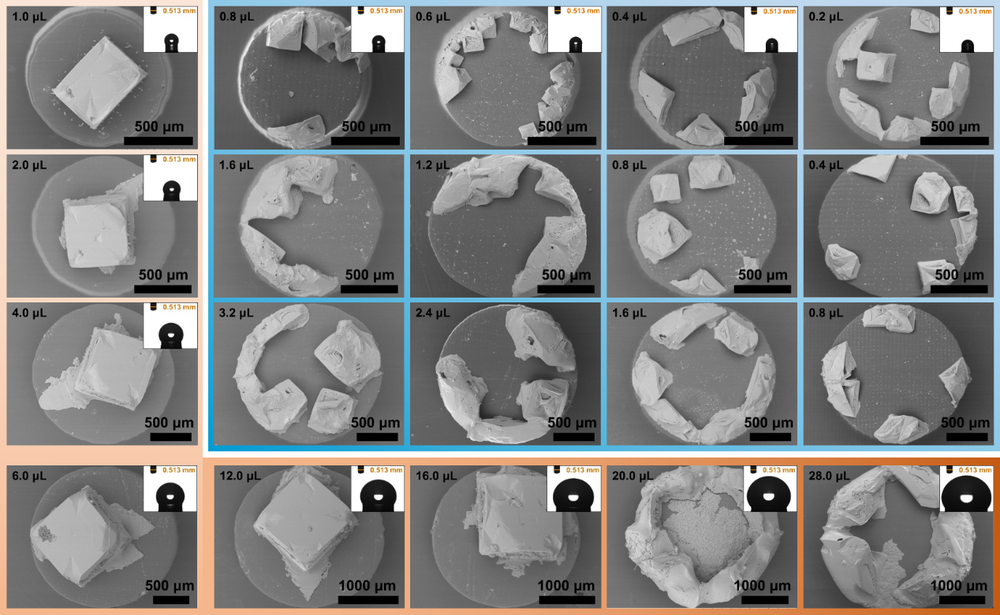 1.0 µL 0.513 mm 0.8 µL 0.513 mm 0.6 µL 0.513 mm 0.4 µL 0.513 mm 0.2 µL 0.513 mm
500 µm 500 µm 500 µm 500 µm 500 µm
2.0 µL 0.513 mm 1.6 µL 1.2 µL 0.8 µL 0.4 µL
500 µm 500 µm 500 µm 500 µm 500 µm
4.0 µL 0.513 mm 3.2 µL 2.4 µL 1.6 µL 0.8 µL
500 µm 500 µm 500 µm 500 µm 500 µm
6.0 µL 0.513 mm 12.0 µL 0.513 mm 16.0 µL 0.513 mm 20.0 µL 0.513 mm 28.0 µL 0.513 mm
500 µm 1000 µm 1000 µm 1000 µm 1000 µm